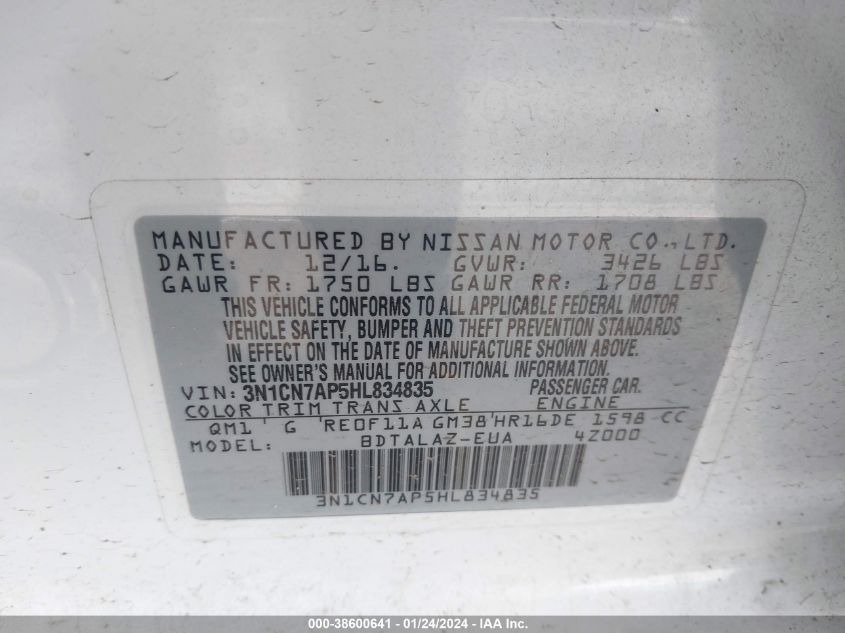 MANUFACTURED BY NISSAN MOTOR CO., LTD.
DATE: 12/16. GVWR: 3426 LBS
GAWR FR: 1750 LBS GAWR RR: 1708 LBS
THIS VEHICLE CONFORMS TO ALL APPLICABLE FEDERAL MOTOR
VEHICLE SAFETY, BUMPER AND THEFT PREVENTION STANDARDS
IN EFFECT ON THE DATE OF MANUFACTURE SHOWN ABOVE.
SEE OWNER'S MANUAL FOR ADDITIONAL INFORMATION.
VIN: 3N1CN7AP5HL834835 PASSENGER CAR.
COLOR TRIM TRANS AXLE ENGINE
QM1 G RE0F11A GM38 HR16DE 1598 CC
MODEL: BDTALAZ-EUA 4Z000
3N1CN7AP5HL834835
000-38600641 - 01/24/2024 - IAA Inc.